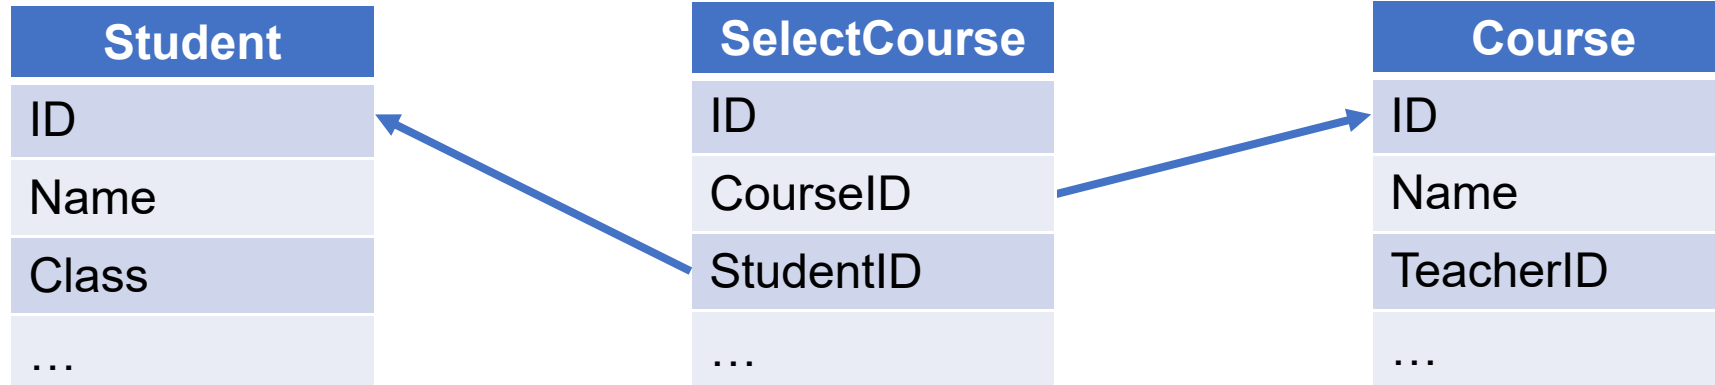 Student
ID
Name
Class
…
SelectCourse
ID
CourseID
StudentID
…
Course
ID
Name
TeacherID
…